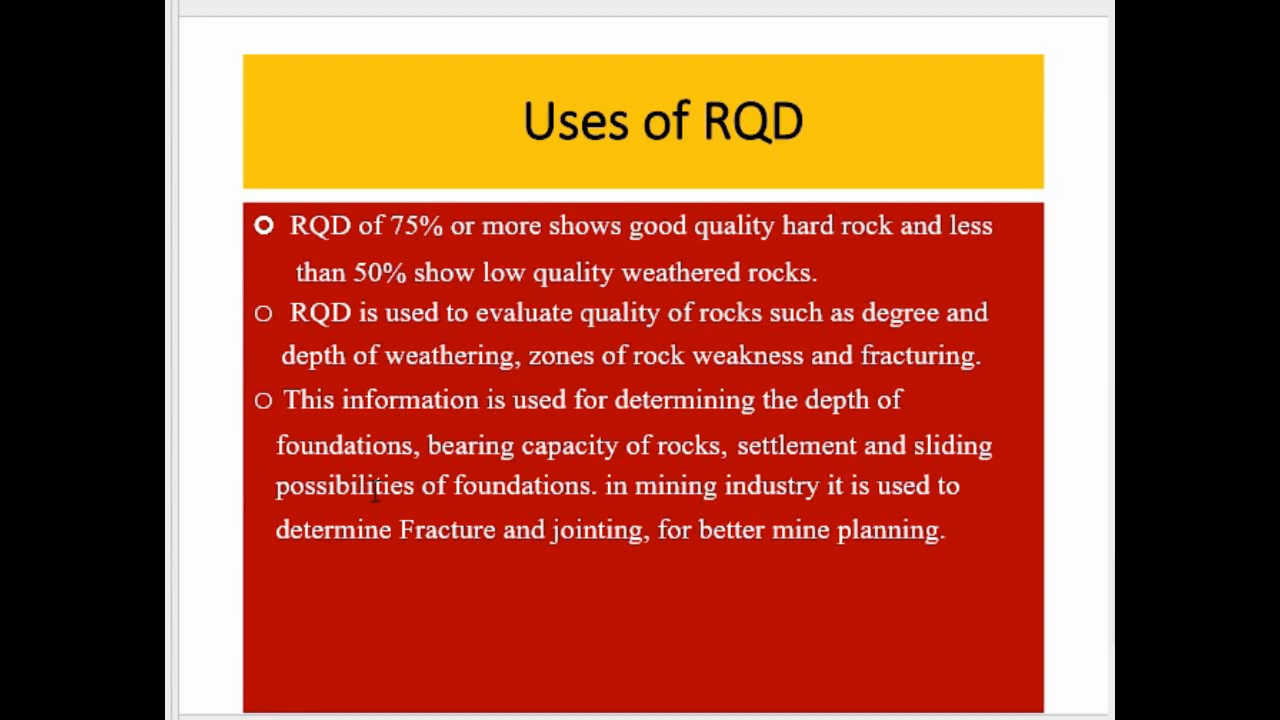 Uses of RQD
RQD of 75% or more shows good quality hard rock and less
than 50% show low quality weathered rocks.
RQD is used to evaluate quality of rocks such as degree and
depth of weathering, zones of rock weakness and fracturing.
This information is used for determining the depth of
foundations, bearing capacity of rocks, settlement and sliding
possibilities of foundations. in mining industry it is used to
determine Fracture and jointing, for better mine planning.